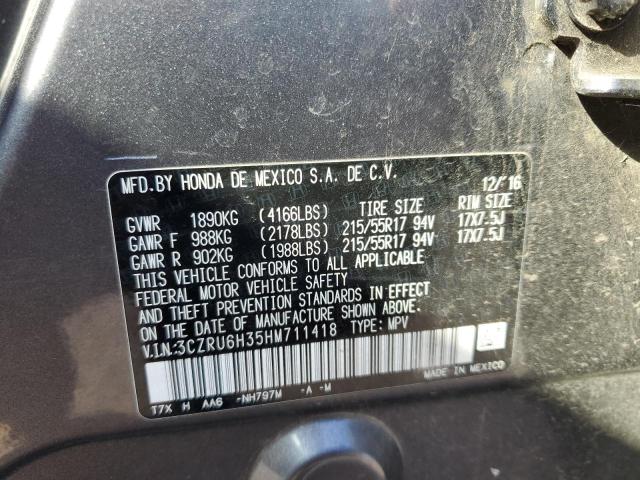 MFD.BY HONDA DE MEXICO S.A. DE C.V. 12/16
GVWR 1890KG (4166LBS) TIRE SIZE RIM SIZE
GAWR F 988KG (2178LBS) 215/55R17 94V 17X7.5J
GAWR R 902KG (1988LBS) 215/55R17 94V 17X7.5J
THIS VEHICLE CONFORMS TO ALL APPLICABLE
FEDERAL MOTOR VEHICLE SAFETY
AND THEFT PREVENTION STANDARDS IN EFFECT
ON THE DATE OF MANUFACTURE SHOWN ABOVE.
V.I.N:3CZRU6H35HM711418 TYPE: MPV
MADE IN MEXICO
T7X H AA6 -NH797M -A -M